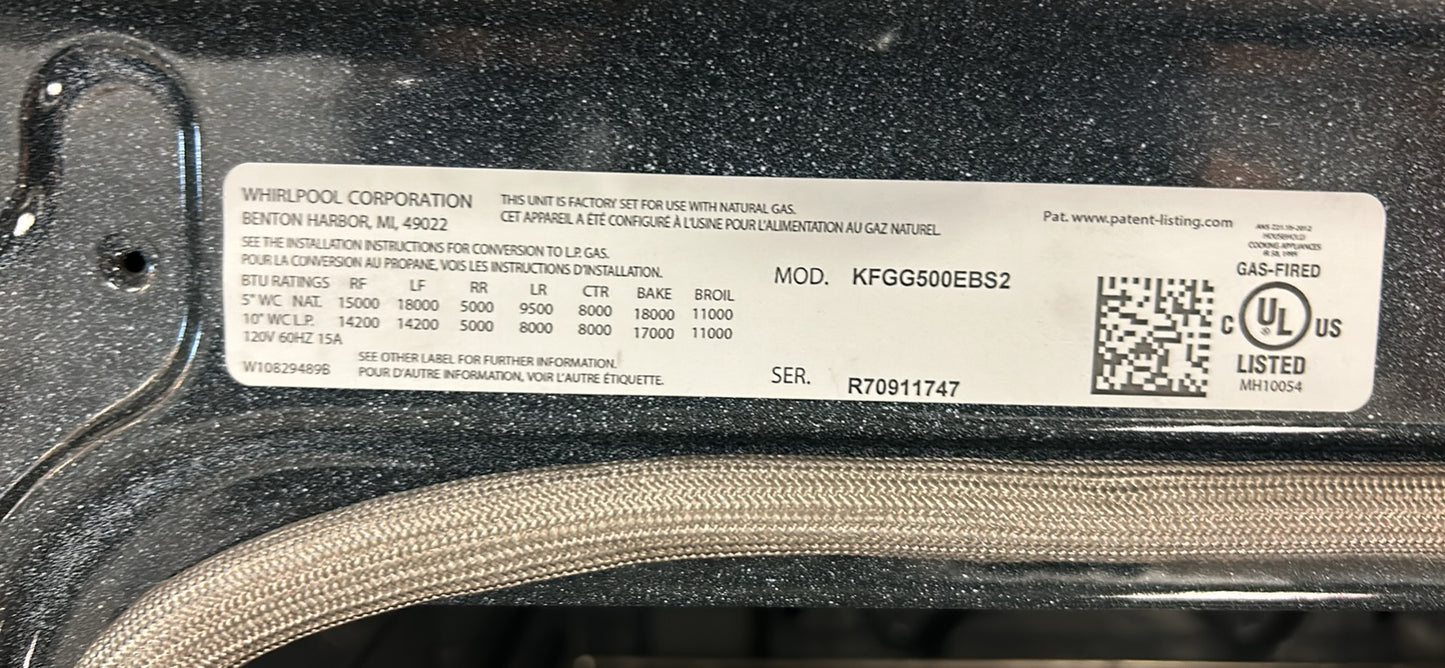 WHIRLPOOL CORPORATION
BENTON HARBOR, MI, 49022
THIS UNIT IS FACTORY SET FOR USE WITH NATURAL GAS.
CET APPAREIL A ÉTÉ CONFIGURÉ À L'USINE POUR L'ALIMENTATION AU GAZ NATUREL.
SEE THE INSTALLATION INSTRUCTIONS FOR CONVERSION TO L.P. GAS.
POUR LA CONVERSION AU PROPANE, VOIS LES INSTRUCTIONS D'INSTALLATION.
BTU RATINGS RF LF RR LR CTR BAKE BROIL
5" WC NAT. 15000 18000 5000 9500 8000 18000 11000
10" WC L.P. 14200 14200 5000 8000 8000 17000 11000
120V 60HZ 15A
SEE OTHER LABEL FOR FURTHER INFORMATION.
W10829489B POUR D'AUTRE INFORMATION, VOIR L'AUTRE ÉTIQUETTE.
MOD. KFGG500EBS2
SER. R70911747
Pat. www.patent-listing.com
HOUSEHOLD
COOKING APPLIANCES
GAS-FIRED
C UL US
®
LISTED
MH10054